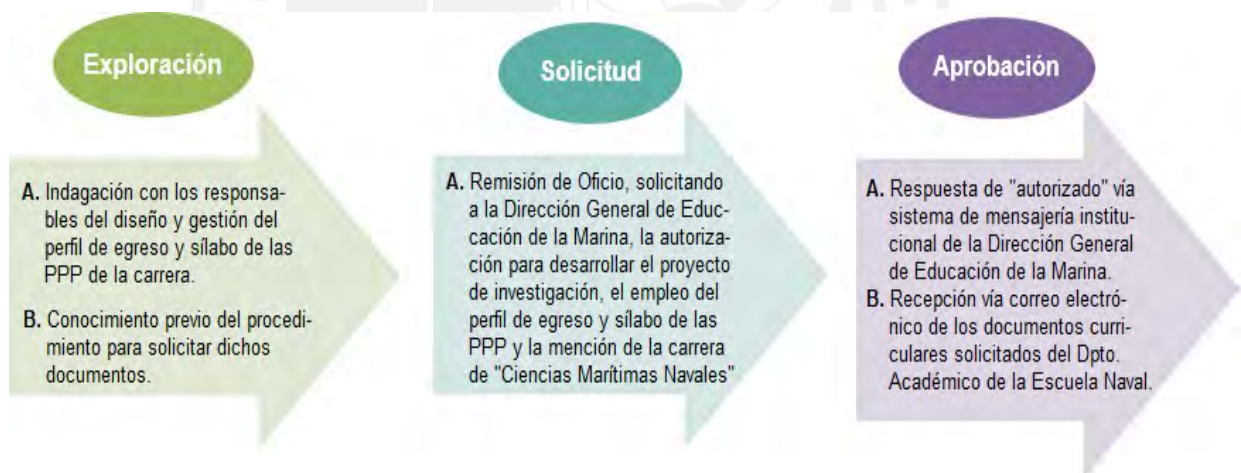 Exploración
A. Indagación con los responsa-
bles del diseño y gestión del
perfil de egreso y sílabo de las
PPP de la carrera.
B. Conocimiento previo del procedi-
miento para solicitar dichos
documentos.
Solicitud
A. Remisión de Oficio, solicitando
a la Dirección General de Educ-
cación de la Marina, la autoriza-
ción para desarrollar el proyecto
de investigación, el empleo del
perfil de egreso y sílabo de las
PPP y la mención de la carrera
de "Ciencias Marítimas Navales"
Aprobación
A. Respuesta de "autorizado" vía
sistema de mensajería institu-
cional de la Dirección General
de Educación de la Marina.
B. Recepción vía correo electró-
nico de los documentos curri-
culares solicitados del Dpto.
Académico de la Escuela Naval.